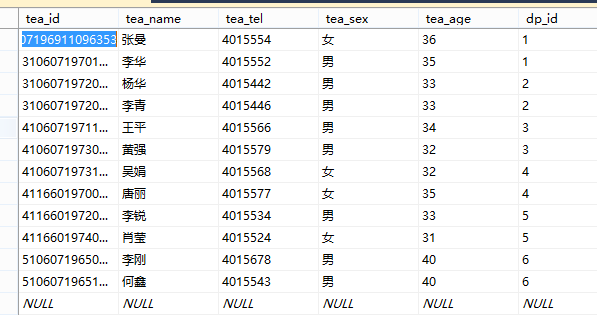 tea_id tea_name tea_tel tea_sex tea_age dp_id
07196911096353 张曼 4015554 女 36 1
31060719701... 李华 4015552 男 35 1
31060719720... 杨华 4015442 男 33 2
31060719720... 李青 4015446 男 33 2
41060719711... 王平 4015566 男 34 3
41060719730... 黄强 4015579 男 32 3
41060719731... 吴娟 4015568 女 32 4
41166019700... 唐丽 4015577 女 35 4
41166019720... 李锐 4015534 男 33 5
41166019740... 肖莹 4015524 女 31 5
51060719650... 李刚 4015678 男 40 6
51060719651... 何鑫 4015543 男 40 6
NULL NULL NULL NULL NULL NULL